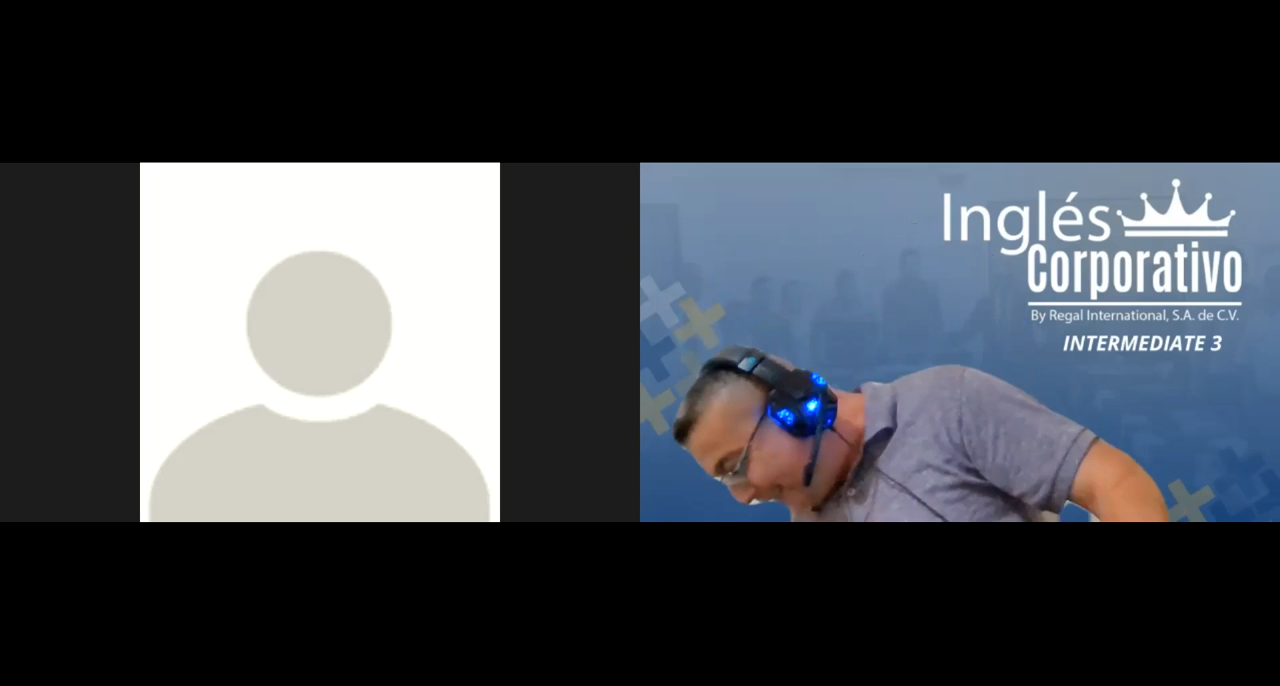 Inglés
Corporativo
By Regal International, S.A. de C.V.
INTERMEDIATE 3